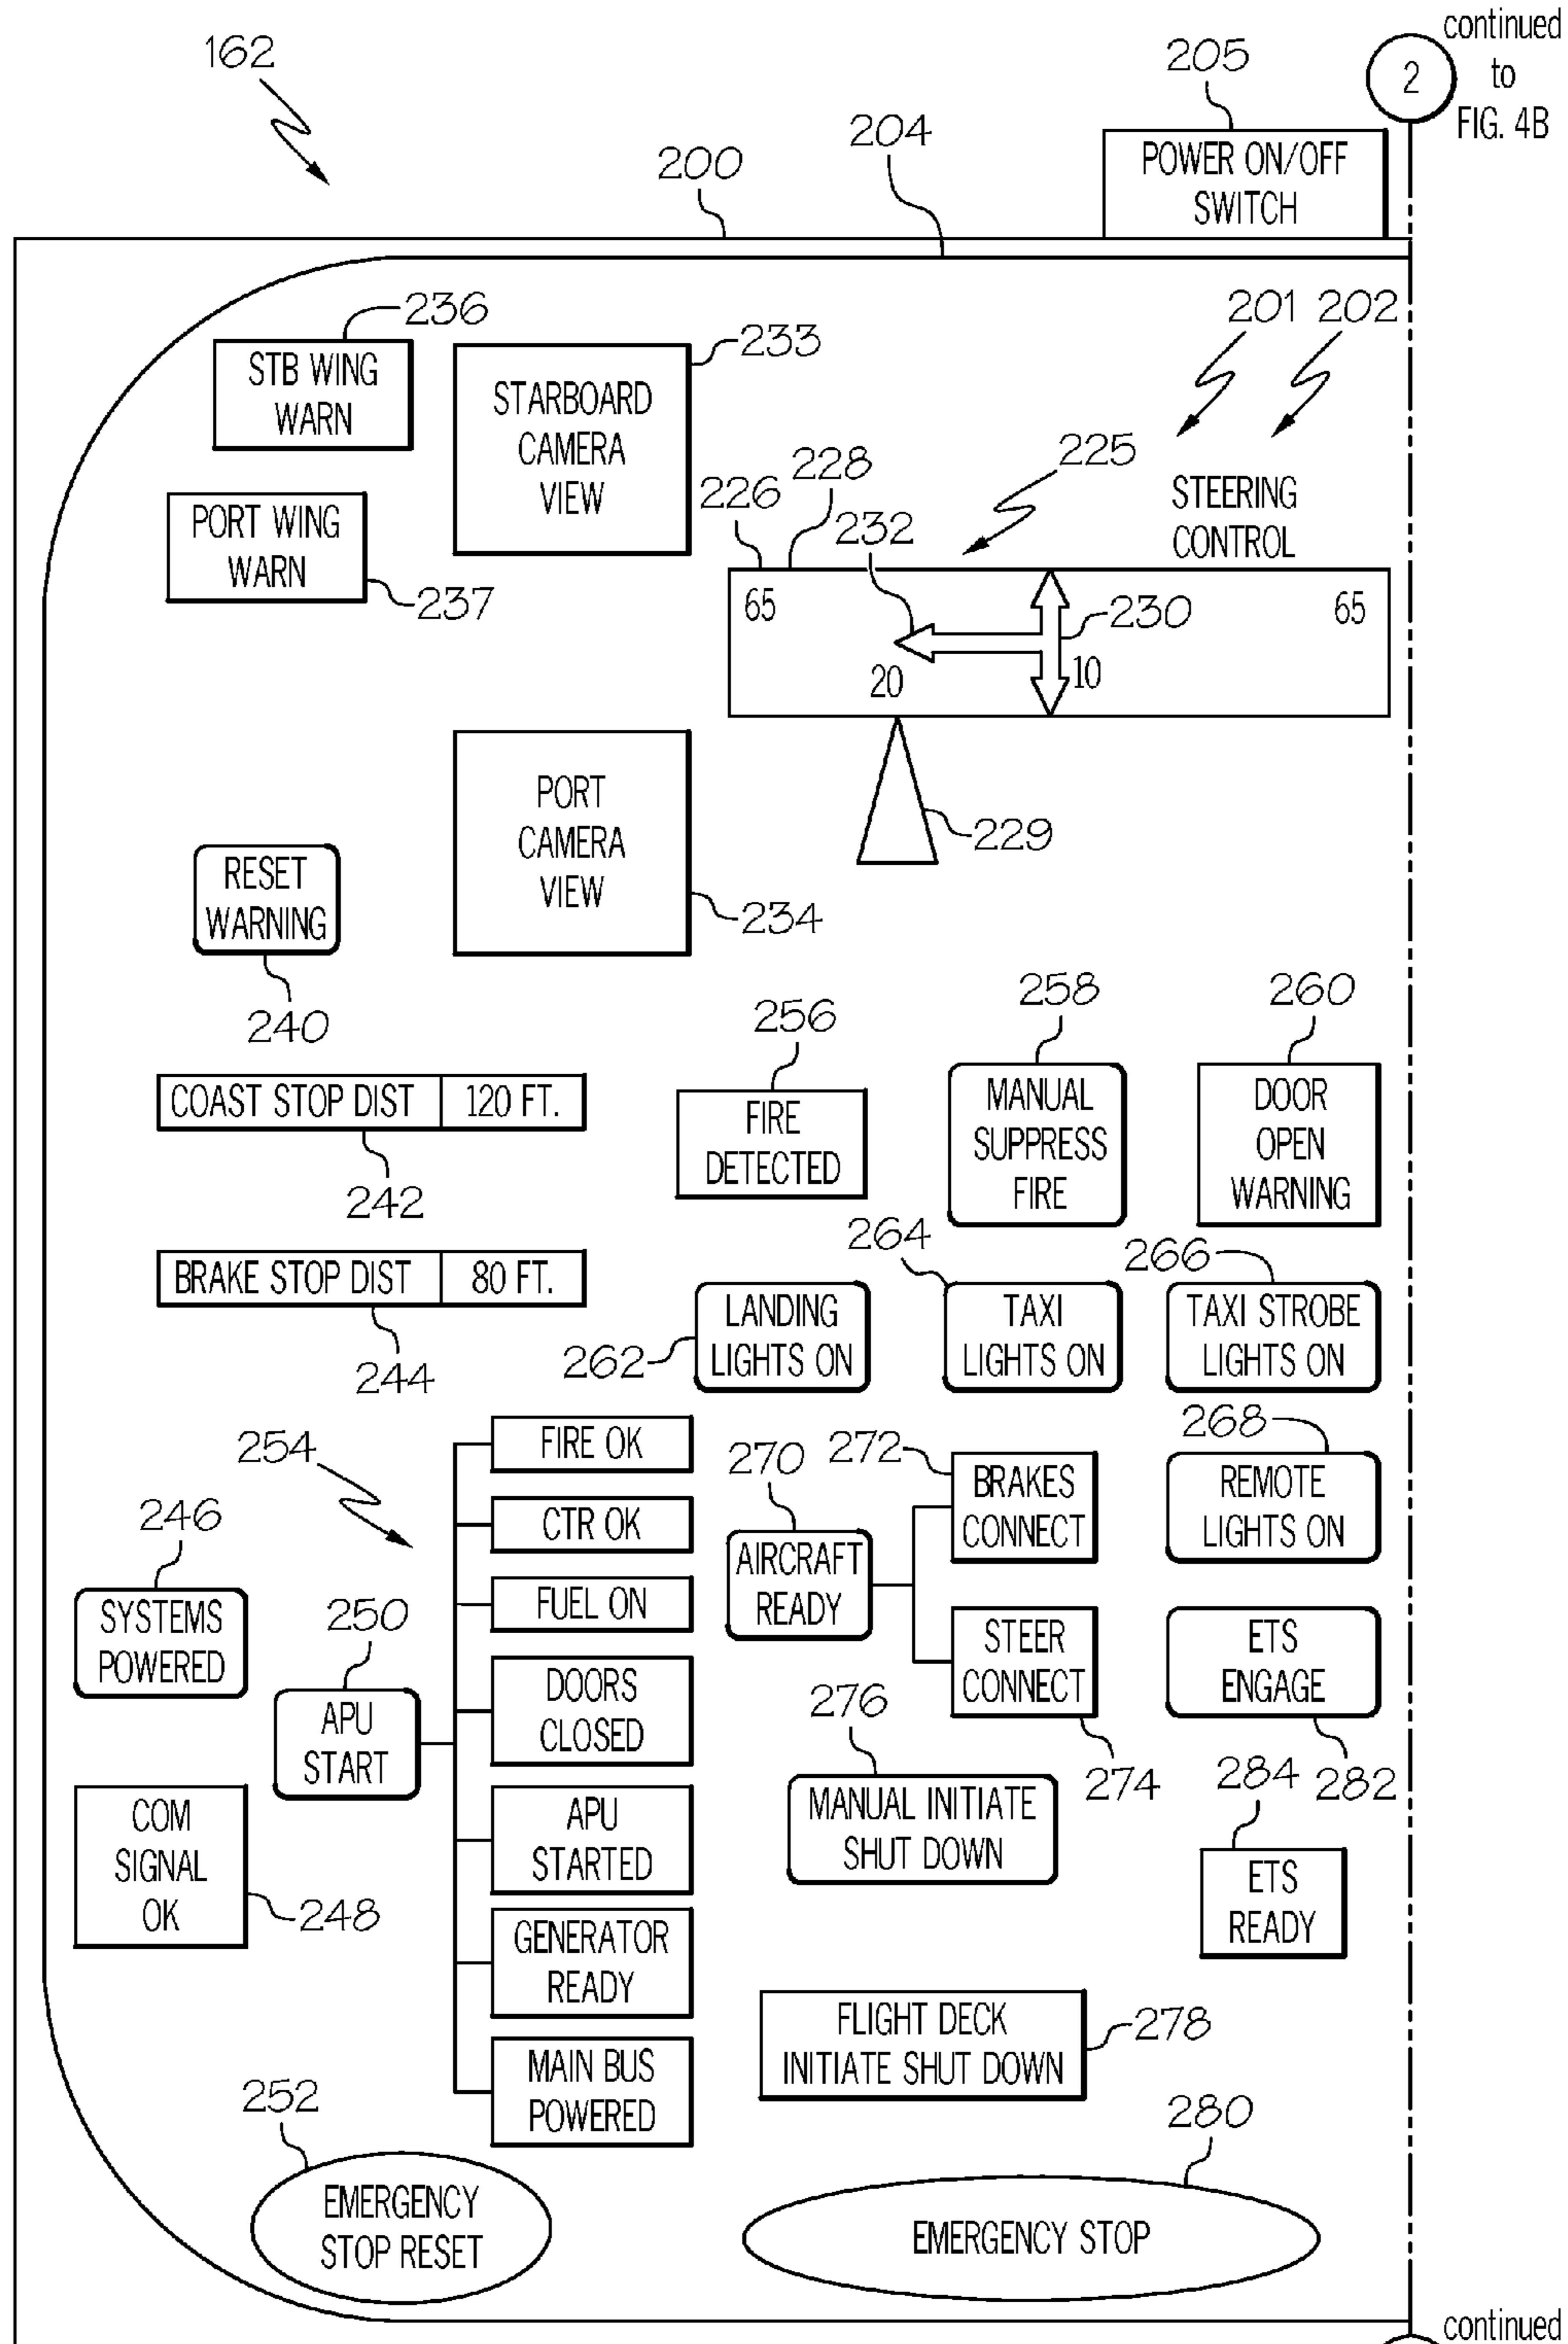 continued
to
FIG. 4B
2
162
205
POWER ON/OFF
SWITCH
204
200
201
202
236
STB WING
WARN
233
STARBOARD
CAMERA
VIEW
225
STEERING
CONTROL
PORT WING
WARN
237
226
228
232
65
230
65
20
10
229
PORT
CAMERA
VIEW
234
RESET
WARNING
240
256
258
260
COAST STOP DIST
120 FT.
242
FIRE
DETECTED
MANUAL
SUPPRESS
FIRE
DOOR
OPEN
WARNING
BRAKE STOP DIST
80 FT.
244
264
266
262
LANDING
LIGHTS ON
TAXI
LIGHTS ON
TAXI STROBE
LIGHTS ON
254
FIRE OK
CTR OK
FUEL ON
DOORS
CLOSED
APU
STARTED
GENERATOR
READY
MAIN BUS
POWERED
270
AIRCRAFT
READY
272
BRAKES
CONNECT
268
REMOTE
LIGHTS ON
246
SYSTEMS
POWERED
250
APU
START
STEER
CONNECT
274
ETS
ENGAGE
282
276
MANUAL INITIATE
SHUT DOWN
284
ETS
READY
COM
SIGNAL
OK
248
FLIGHT DECK
INITIATE SHUT DOWN
278
252
EMERGENCY
STOP RESET
280
EMERGENCY STOP
continued